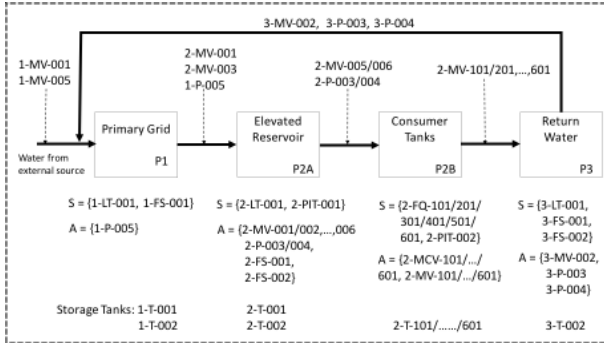 3-MV-002, 3-P-003, 3-P-004
1-MV-001
1-MV-005
2-MV-001
2-MV-003
1-P-005
2-MV-005/006
2-P-003/004
2-MV-101/201,...,601
Water from
external source
Primary Grid
P1
Elevated
Reservoir
P2A
Consumer
Tanks
P2B
Return
Water
P3
S = {1-LT-001, 1-FS-001}
A = {1-P-005}
S = {2-LT-001, 2-PIT-001}
A = {2-MV-001/002,...,006
2-P-003/004,
2-FS-001,
2-FS-002}
S = {2-FQ-101/201/
301/401/501/
601, 2-PIT-002}
A = {2-MCV-101/.../
601, 2-MV-101/.../601}
S = {3-LT-001,
3-FS-001,
3-FS-002}
A = {3-MV-002,
3-P-003
3-P-004}
Storage Tanks: 1-T-001
1-T-002
2-T-001
2-T-002
2-T-101/....../601
3-T-002